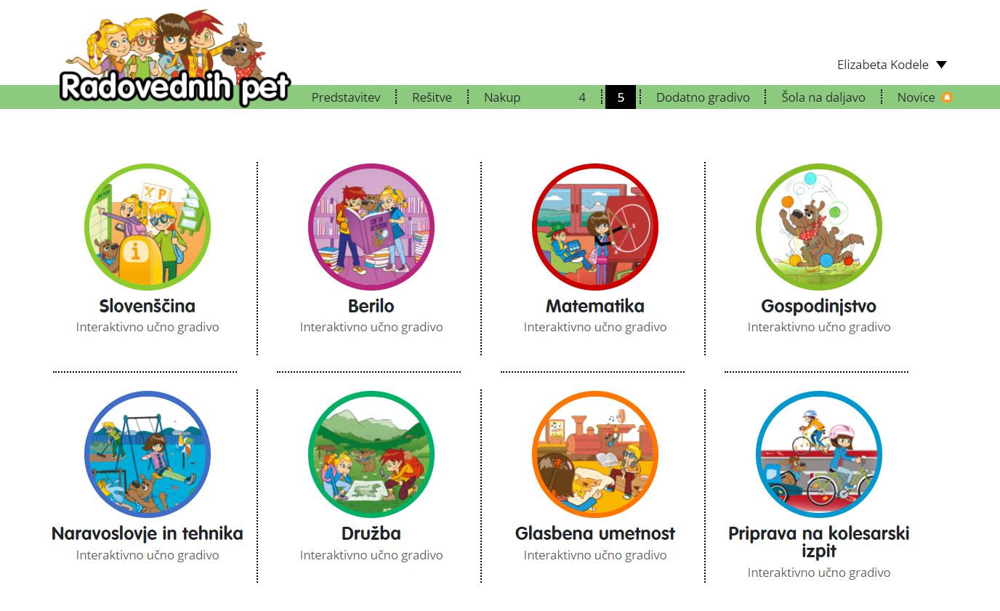 Radovednih pet
Elizabeta Kodele
Predstavitev Rešitve Nakup 4 5 Dodatno gradivo Šola na daljavo Novice
Slovenščina Berilo Matematika Gospodinjstvo
Interaktivno učno gradivo Interaktivno učno gradivo Interaktivno učno gradivo Interaktivno učno gradivo
Naravoslovje in tehnika Družba Glasbena umetnost Priprava na kolesarski
izpit
Interaktivno učno gradivo Interaktivno učno gradivo Interaktivno učno gradivo
Interaktivno učno gradivo